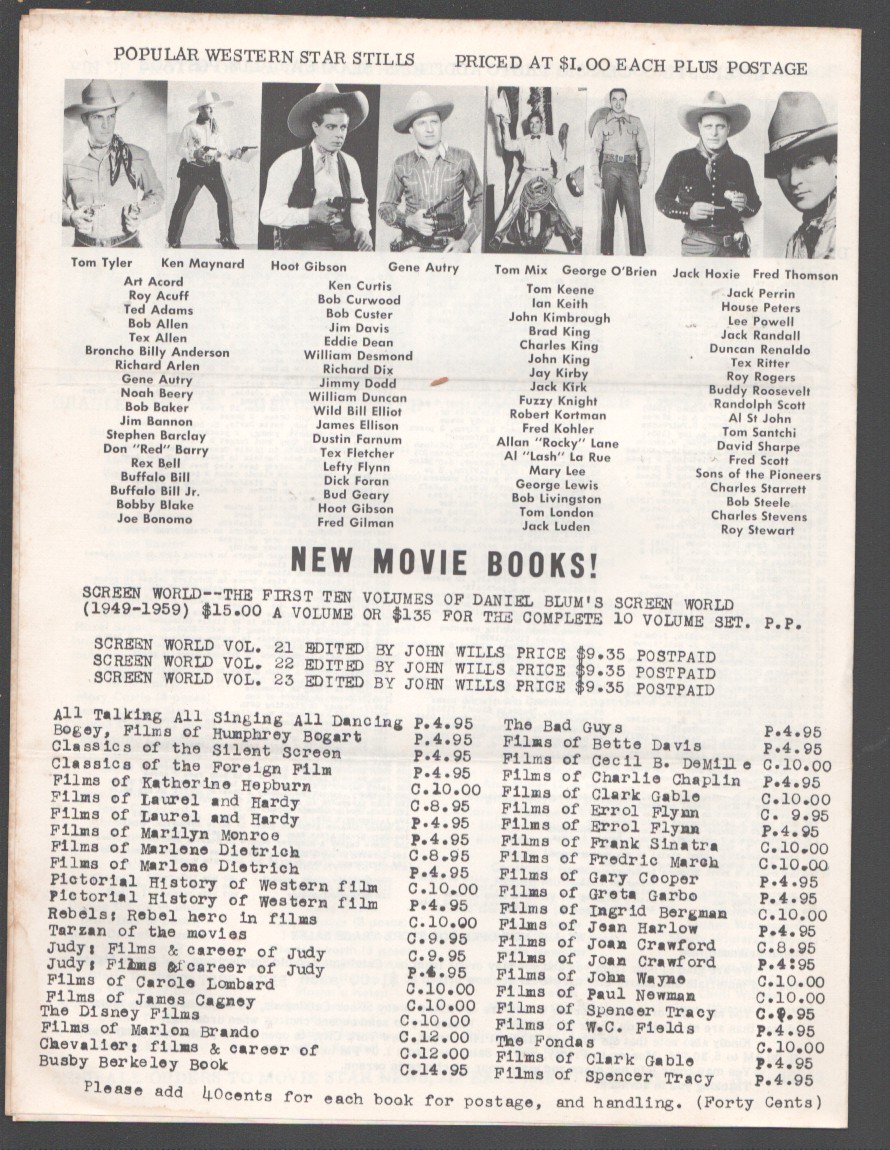 POPULAR WESTERN STAR STILLS PRICED AT $1.00 EACH PLUS POSTAGE
Tom Tyler Ken Maynard Hoot Gibson Gene Autry Tom Mix George O'Brien Jack Hoxie Fred Thomson
Art Acord
Roy Acuff
Ted Adams
Bob Allen
Tex Allen
Broncho Billy Anderson
Richard Arlen
Gene Autry
Noah Beery
Bob Baker
Jim Bannon
Stephen Barclay
Don "Red" Barry
Rex Bell
Buffalo Bill
Buffalo Bill Jr.
Bobby Blake
Joe Bonomo
Ken Curtis
Bob Curwood
Bob Custer
Jim Davis
Eddie Dean
William Desmond
Richard Dix
Jimmy Dodd
William Duncan
Wild Bill Elliot
James Ellison
Dustin Farnum
Tex Fletcher
Lefty Flynn
Dick Foran
Bud Geary
Hoot Gibson
Fred Gilman
Tom Keene
Ian Keith
John Kimbrough
Brad King
Charles King
John King
Jay Kirby
Jack Kirk
Fuzzy Knight
Robert Kortman
Fred Kohler
Allan "Rocky" Lane
Al "Lash" La Rue
Mary Lee
George Lewis
Bob Livingston
Tom London
Jack Luden
Jack Perrin
House Peters
Lee Powell
Jack Randall
Duncan Renaldo
Tex Ritter
Roy Rogers
Buddy Roosevelt
Randolph Scott
Al St John
Tom Santchi
David Sharpe
Fred Scott
Sons of the Pioneers
Charles Starrett
Bob Steele
Charles Stevens
Roy Stewart
NEW MOVIE BOOKS!
SCREEN WORLD--THE FIRST TEN VOLUMES OF DANIEL BLUM'S SCREEN WORLD
(1949-1959) $15.00 A VOLUME OR $135 FOR THE COMPLETE 10 VOLUME SET. P.P.
SCREEN WORLD VOL. 21 EDITED BY JOHN WILLS PRICE $9.35 POSTPAID
SCREEN WORLD VOL. 22 EDITED BY JOHN WILLS PRICE $9.35 POSTPAID
SCREEN WORLD VOL. 23 EDITED BY JOHN WILLS PRICE $9.35 POSTPAID
All Talking All Singing All Dancing P.4.95
Bogey, Films of Humphrey Bogart P.4.95
Classics of the Silent Screen P.4.95
Classics of the Foreign Film P.4.95
Films of Katherine Hepburn C.10.00
Films of Laurel and Hardy C.8.95
Films of Laurel and Hardy P.4.95
Films of Marilyn Monroe P.4.95
Films of Marlene Dietrich C.8.95
Films of Marlene Dietrich P.4.95
Pictorial History of Western film C.10.00
Pictorial History of Western film P.4.95
Rebels: Rebel hero in films C.10.00
Tarzan of the movies C.9.95
Judy: Films & career of Judy C.9.95
Judy: Films & career of Judy P.4.95
Films of Carole Lombard C.10.00
Films of James Cagney C.10.00
The Disney Films C.10.00
Films of Marlon Brando C.12.00
Chevalier: films & career of C.12.00
Busby Berkeley Book C.14.95
The Bad Guys P.4.95
Films of Bette Davis P.4.95
Films of Cecil B. DeMille C.10.00
Films of Charlie Chaplin P.4.95
Films of Clark Gable C.10.00
Films of Errol Flynn C. 9.95
Films of Errol Flynn P.4.95
Films of Frank Sinatra C.10.00
Films of Fredric March C.10.00
Films of Gary Cooper P.4.95
Films of Greta Garbo P.4.95
Films of Ingrid Bergman C.10.00
Films of Jean Harlow P.4.95
Films of Joan Crawford C.8.95
Films of Joan Crawford P.4:95
Films of John Wayne C.10.00
Films of Paul Newman C.10.00
Films of Spencer Tracy C.9.95
Films of W.C. Fields P.4.95
The Fondas C.10.00
Films of Clark Gable P.4.95
Films of Spencer Tracy P.4.95
Please add 40cents for each book for postage, and handling. (Forty Cents)